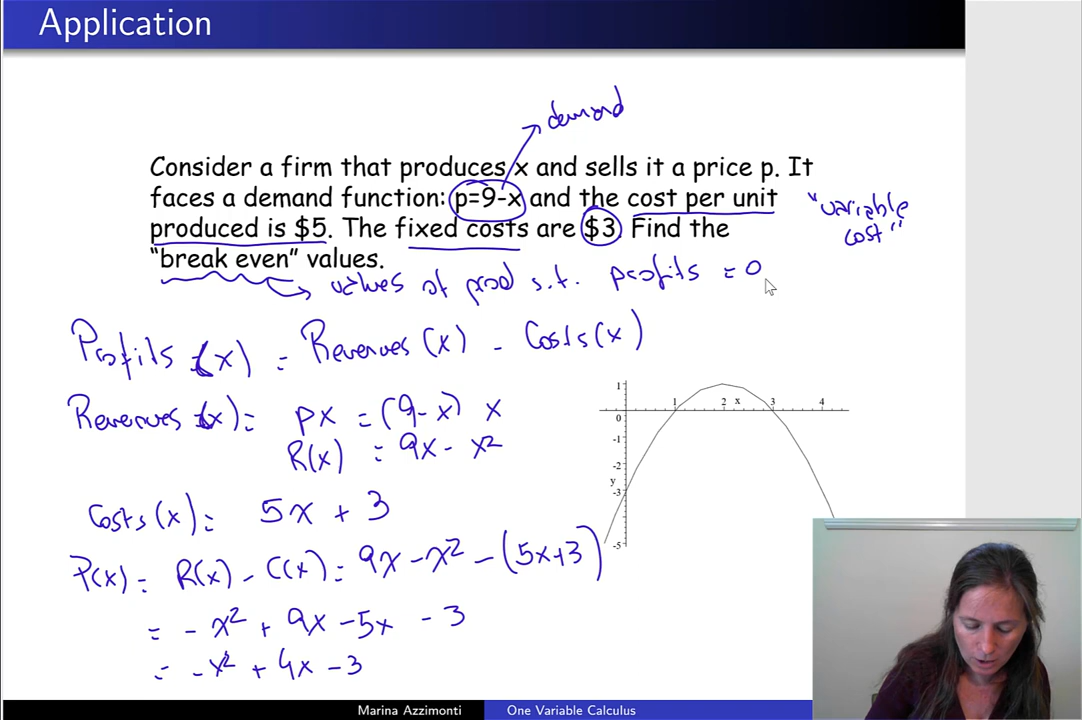 Application
demand
Consider a firm that produces x and sells it a price p. It
faces a demand function: p=9-x and the cost per unit
produced is $5. The fixed costs are $3. Find the
"break even" values.
"variable
cost"
values of prod s.t. profits = 0
Profits (x) = Revenues (x) - Costs (x)
Revenues (x) = px = (9-x) x
R(x) = 9x - x²
Costs (x) = 5x + 3
P(x) = R(x) - C(x) = 9x - x² - (5x+3)
= - x² + 9x - 5x - 3
= -x² + 4x - 3
1
0
1 2 x 3 4
-1
-2
y
-3
-5
Marina Azzimonti One Variable Calculus